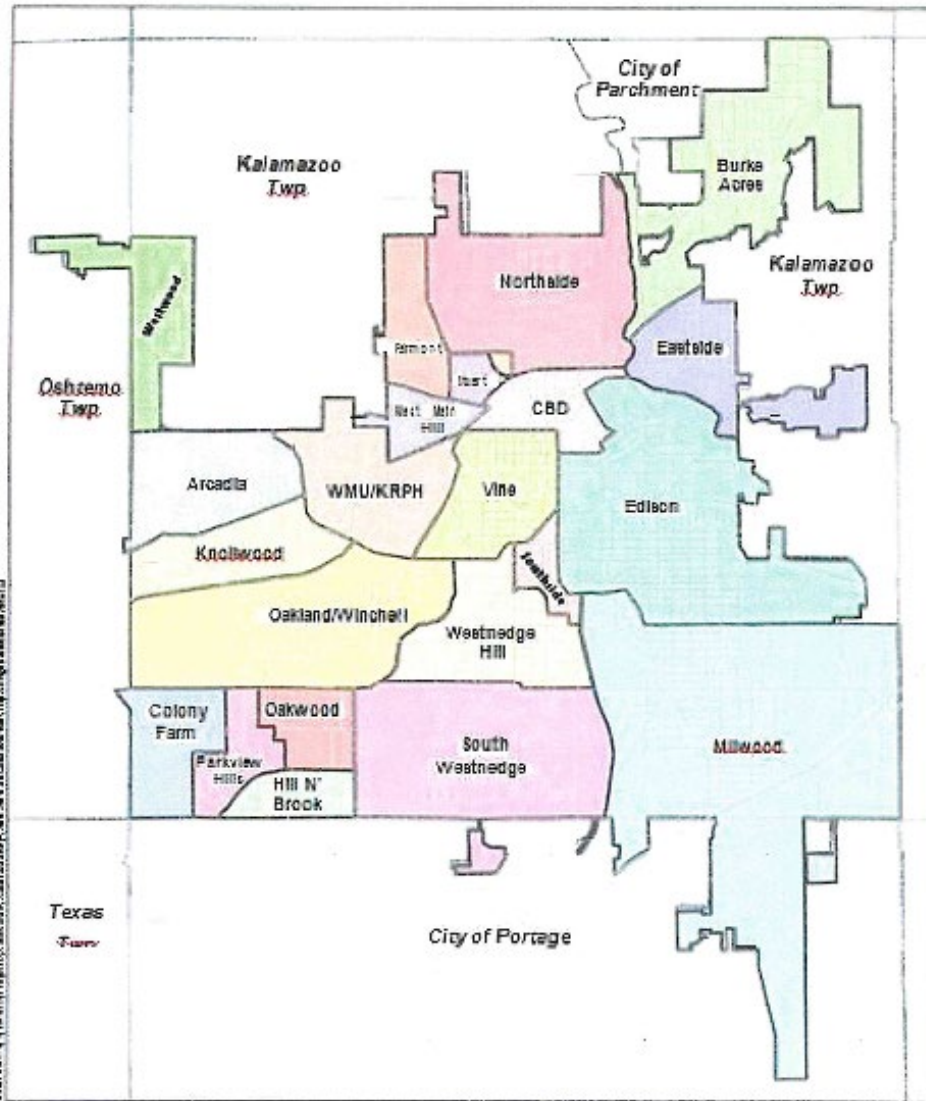 City of
Parchment
Kalamazoo
Twp.
Burke
Acres
Kalamazoo
Twp.
Northside
Westwood
Eastside
Oshtemo
Twp.
Stuart
West Main
Hill
CBD
Arcadia
WMU/KRPH
Vine
Edison
Knollwood
Southside
Oakland/Winchell
Westnedge
Hill
Colony
Farm
Oakwood
Parkview
Hills
South
Westnedge
Milwood
Hill N'
Brook
Texas
Twp
City of Portage